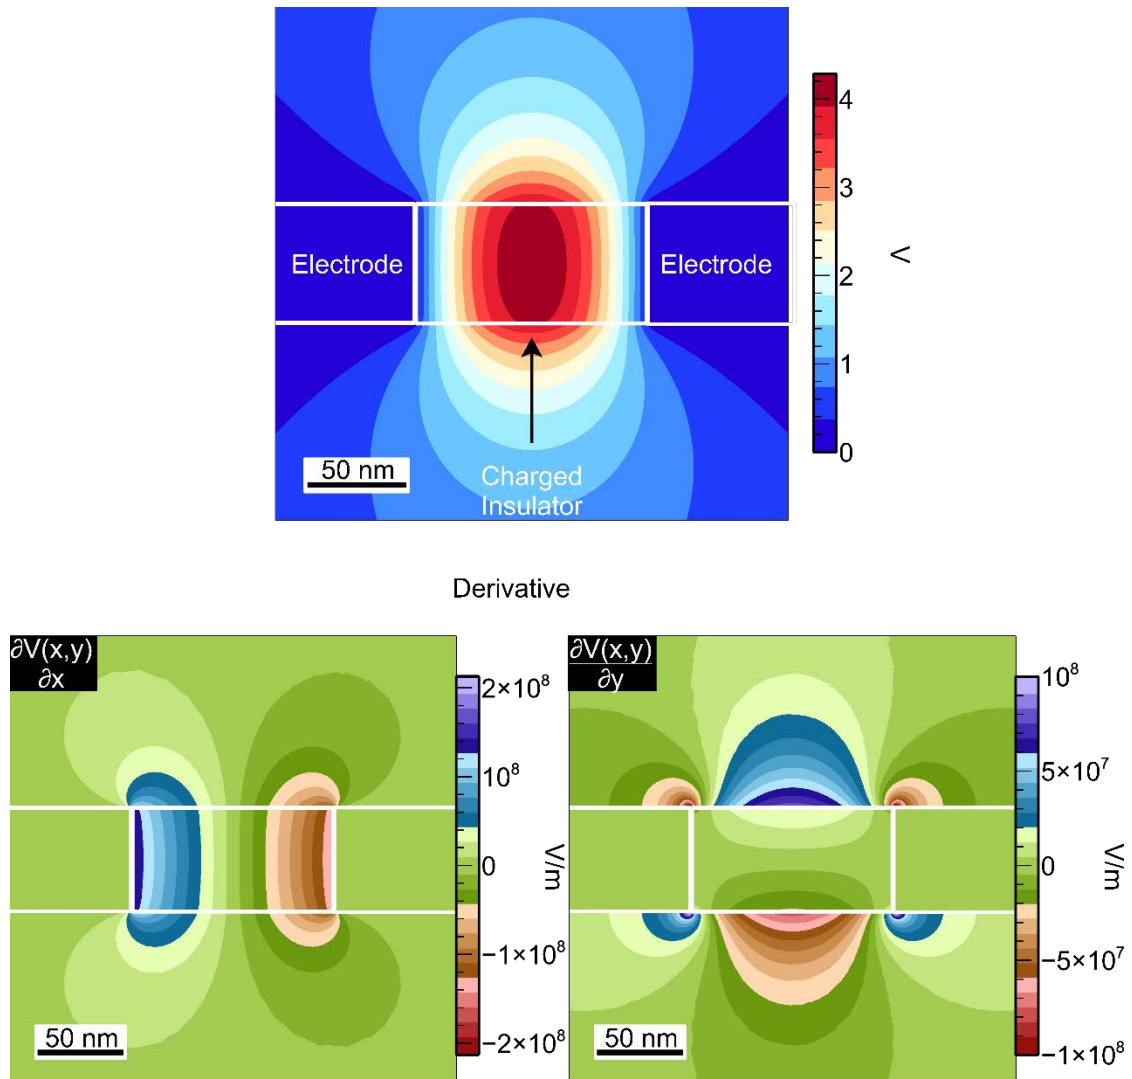 4
3
2
1
0
V
Electrode
Electrode
50 nm
Charged
Insulator
Derivative
∂V(x,y)
∂x
2×10⁸
10⁸
0
−1×10⁸
−2×10⁸
V/m
50 nm
∂V(x,y)
∂y
10⁸
5×10⁷
0
−5×10⁷
−1×10⁸
V/m
50 nm